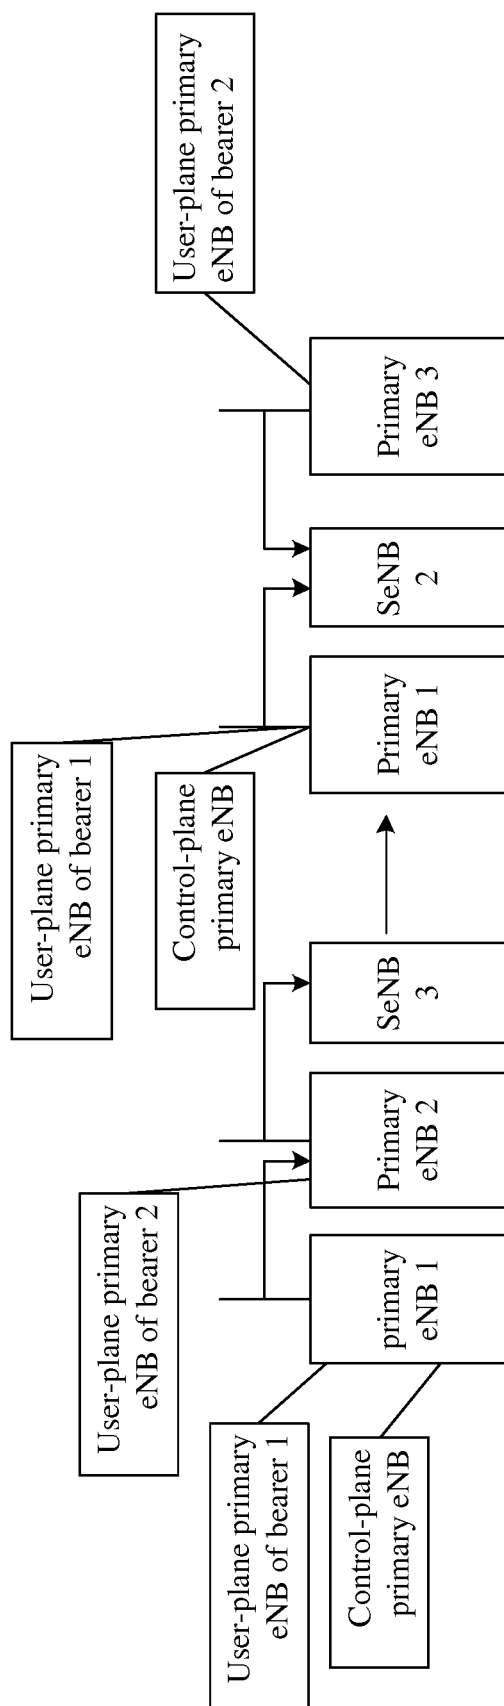 User-plane primary
eNB of bearer 1
Control-plane
primary eNB
User-plane primary
eNB of bearer 2
primary
eNB 1
Primary
eNB 2
SeNB
3
User-plane primary
eNB of bearer 1
Control-plane
primary eNB
Primary
eNB 1
SeNB
2
Primary
eNB 3
User-plane primary
eNB of bearer 2